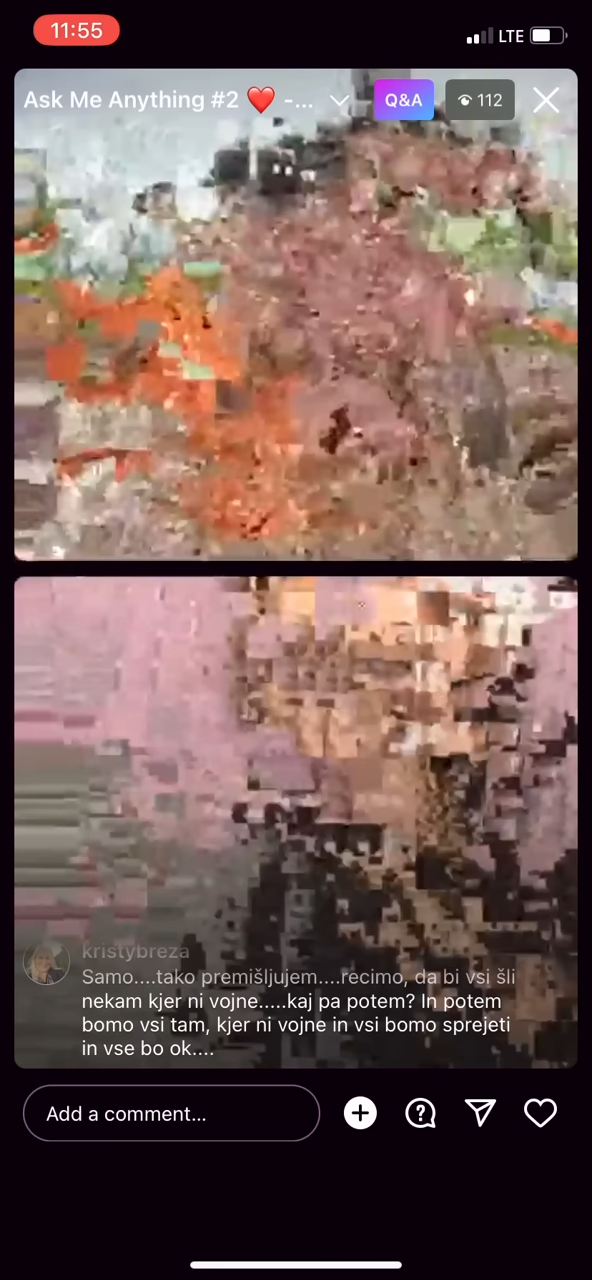 11:55
LTE
Ask Me Anything #2 ❤️ -...
Q&A
112
kristybreza
Samo....tako premišljujem....recimo, da bi vsi šli
nekam kjer ni vojne.....kaj pa potem? In potem
bomo vsi tam, kjer ni vojne in vsi bomo sprejeti
in vse bo ok....
Add a comment...